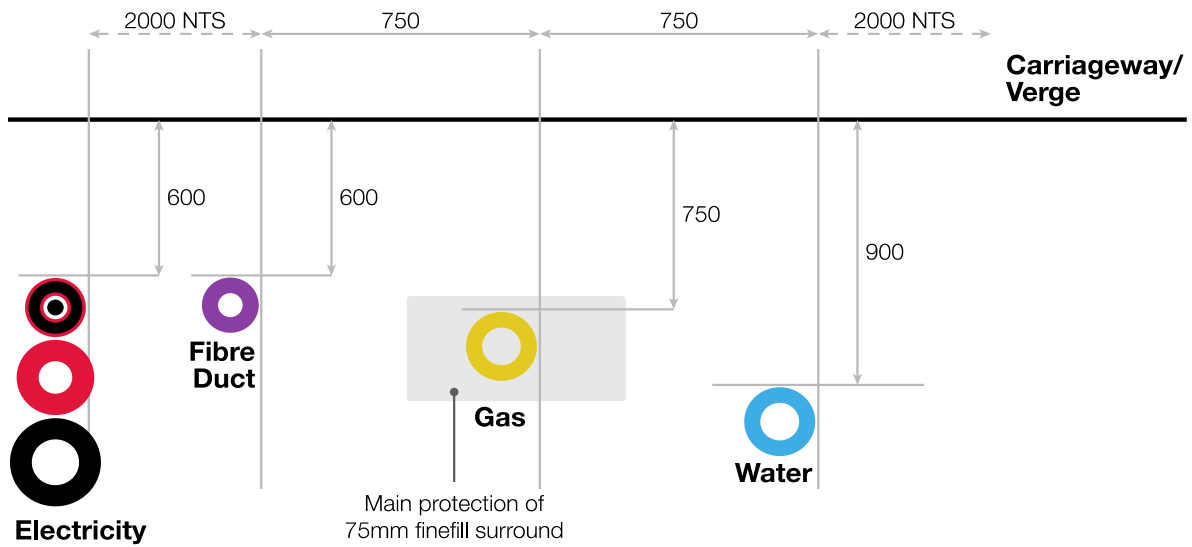 2000 NTS
750
750
2000 NTS
Carriageway/
Verge
600
600
750
900
Fibre
Duct
Gas
Water
Electricity
Main protection of
75mm finefill surround